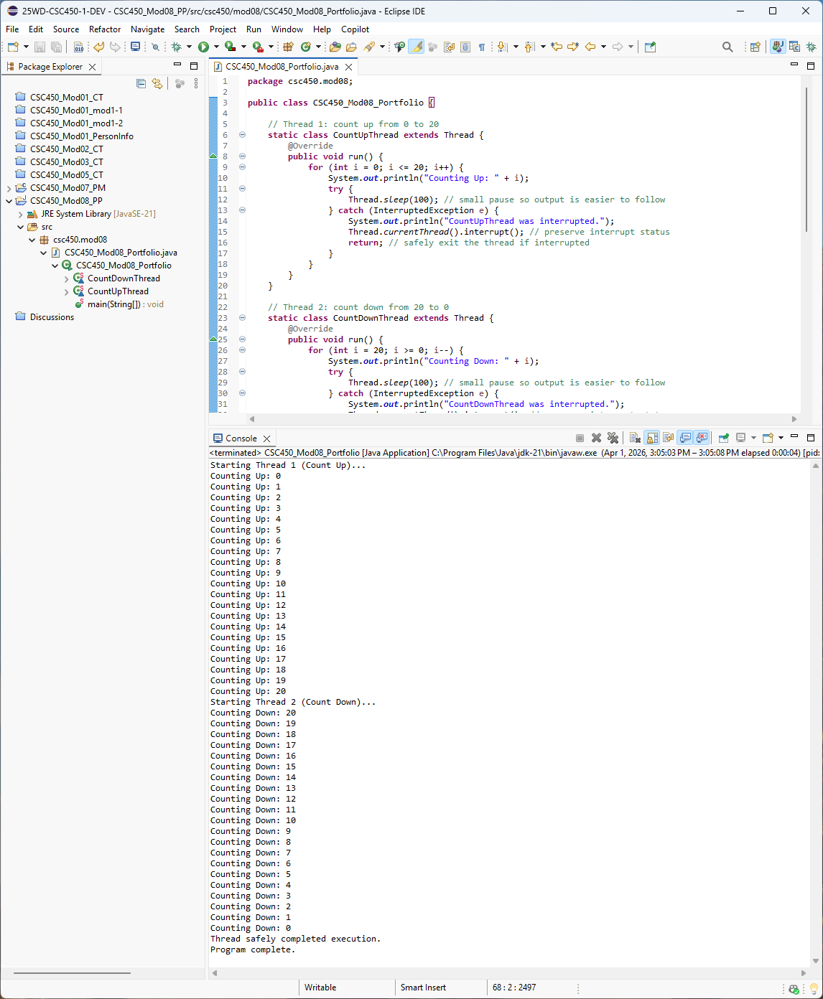 25WD-CSC450-1-DEV - CSC450_Mod08_PP/src/csc450/mod08/CSC450_Mod08_Portfolio.java - Eclipse IDE
File Edit Source Refactor Navigate Search Project Run Window Help Copilot
Package Explorer
CSC450_Mod01_CT
CSC450_Mod01_mod1-1
CSC450_Mod01_mod1-2
CSC450_Mod01_PersonInfo
CSC450_Mod02_CT
CSC450_Mod03_CT
CSC450_Mod05_CT
CSC450_Mod07_PM
CSC450_Mod08_PP
JRE System Library [JavaSE-21]
src
csc450.mod08
CSC450_Mod08_Portfolio.java
CSC450_Mod08_Portfolio
CountDownThread
CountUpThread
main(String[]) : void
Discussions
CSC450_Mod08_Portfolio.java
1 package csc450.mod08;
2
3 public class CSC450_Mod08_Portfolio {
4
5 // Thread 1: count up from 0 to 20
6 static class CountUpThread extends Thread {
7 @Override
8 public void run() {
9 for (int i = 0; i <= 20; i++) {
10 System.out.println("Counting Up: " + i);
11 try {
12 Thread.sleep(100); // small pause so output is easier to follow
13 } catch (InterruptedException e) {
14 System.out.println("CountUpThread was interrupted.");
15 Thread.currentThread().interrupt(); // preserve interrupt status
16 return; // safely exit the thread if interrupted
17 }
18 }
19 }
20 }
21
22 // Thread 2: count down from 20 to 0
23 static class CountDownThread extends Thread {
24 @Override
25 public void run() {
26 for (int i = 20; i >= 0; i--) {
27 System.out.println("Counting Down: " + i);
28 try {
29 Thread.sleep(100); // small pause so output is easier to follow
30 } catch (InterruptedException e) {
31 System.out.println("CountDownThread was interrupted.");
Console
<terminated> CSC450_Mod08_Portfolio [Java Application] C:\Program Files\Java\jdk-21\bin\javaw.exe (Apr 1, 2026, 3:05:03 PM – 3:05:08 PM elapsed 0:00:04) [pid:
Starting Thread 1 (Count Up)...
Counting Up: 0
Counting Up: 1
Counting Up: 2
Counting Up: 3
Counting Up: 4
Counting Up: 5
Counting Up: 6
Counting Up: 7
Counting Up: 8
Counting Up: 9
Counting Up: 10
Counting Up: 11
Counting Up: 12
Counting Up: 13
Counting Up: 14
Counting Up: 15
Counting Up: 16
Counting Up: 17
Counting Up: 18
Counting Up: 19
Counting Up: 20
Starting Thread 2 (Count Down)...
Counting Down: 20
Counting Down: 19
Counting Down: 18
Counting Down: 17
Counting Down: 16
Counting Down: 15
Counting Down: 14
Counting Down: 13
Counting Down: 12
Counting Down: 11
Counting Down: 10
Counting Down: 9
Counting Down: 8
Counting Down: 7
Counting Down: 6
Counting Down: 5
Counting Down: 4
Counting Down: 3
Counting Down: 2
Counting Down: 1
Counting Down: 0
Thread safely completed execution.
Program complete.
Writable Smart Insert 68 : 2 : 2497